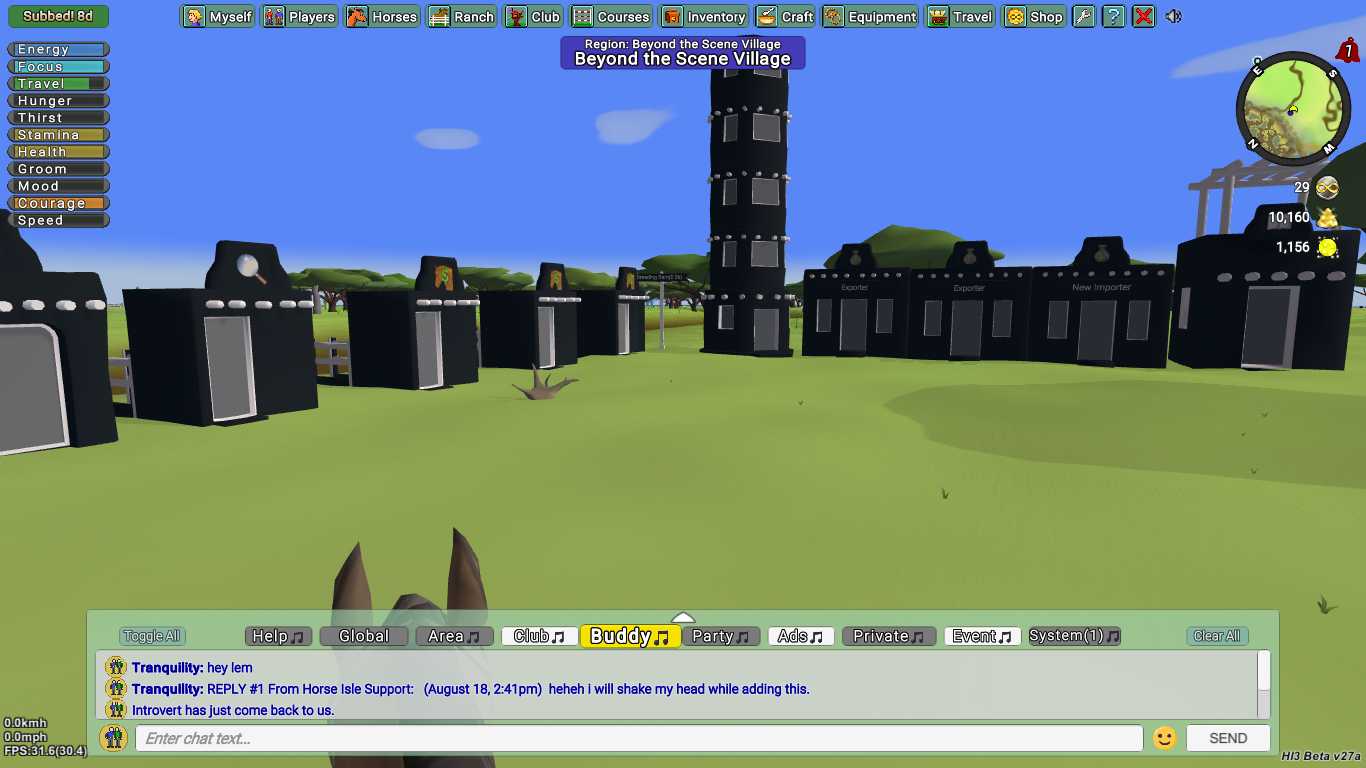 Subbed! 8d
Myself Players Horses Ranch Club Courses Inventory Craft Equipment Travel Shop ? X
Region: Beyond the Scene Village
Beyond the Scene Village
7
Energy
Focus
Travel
Hunger
Thirst
Stamina
Health
Groom
Mood
Courage
Speed
E S
N W
29
10,160
1,156
Exporter Exporter New Importer
Toggle All Help Global Area Club Buddy Party Ads Private Event System(1) Clear All
Tranquility: hey lem
Tranquility: REPLY #1 From Horse Isle Support: (August 18, 2:41pm) heheh i will shake my head while adding this.
Introvert has just come back to us.
Enter chat text... SEND
0.0kmh
0.0mph
FPS:31.6(30.4)
HI3 Beta v27a